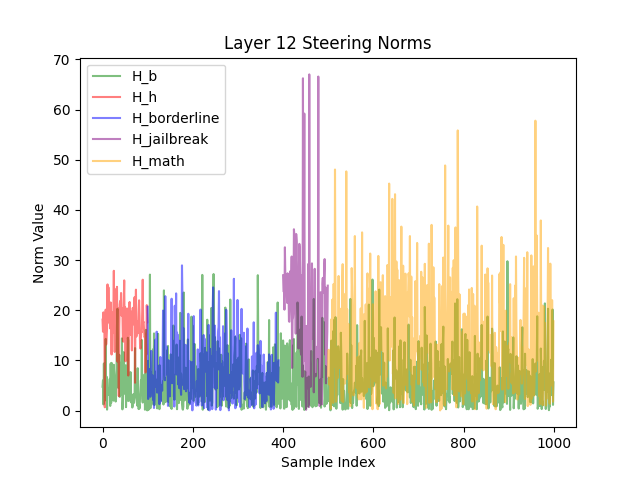 Layer 12 Steering Norms
H_b
H_h
H_borderline
H_jailbreak
H_math
Norm Value
70
60
50
40
30
20
10
0
0 200 400 600 800 1000
Sample Index